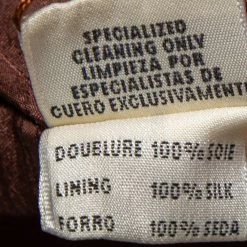 SPECIALIZED
CLEANING ONLY
LIMPIEZA POR
ESPECIALISTAS DE
CUERO EXCLUSIVAMENTE
DOUBLURE 100% SOIE
LINING 100% SILK
FORRO 100% SEDA